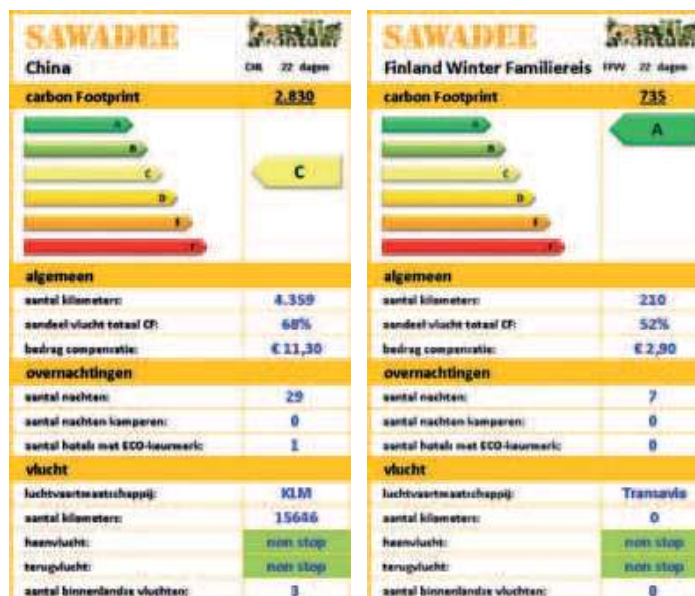 SAWADEE
China
CHL 22 dagen
carbon Footprint 2.830
A
B
C
D
E
F
C
algemeen
aantal kilometers: 4.359
aandeel vlucht totaal CF: 68%
bedrag compensatie: € 11,30
overnachtingen
aantal nachten: 29
aantal nachten kamperen: 0
aantal hotels met ECO-keurmerk: 1
vlucht
luchtvaartmaatschappij: KLM
aantal kilometers: 15646
heenvlucht: non stop
terugvlucht: non stop
aantal binnenlandse vluchten: 3
SAWADEE
Finland Winter Familiereis
22 dagen
carbon Footprint 735
A
B
C
D
E
F
A
algemeen
aantal kilometers: 210
aandeel vlucht totaal CF: 52%
bedrag compensatie: € 2,90
overnachtingen
aantal nachten: 7
aantal nachten kamperen: 0
aantal hotels met ECO-keurmerk: 0
vlucht
luchtvaartmaatschappij: Transavia
aantal kilometers: 0
heenvlucht: non stop
terugvlucht: non stop
aantal binnenlandse vluchten: 0